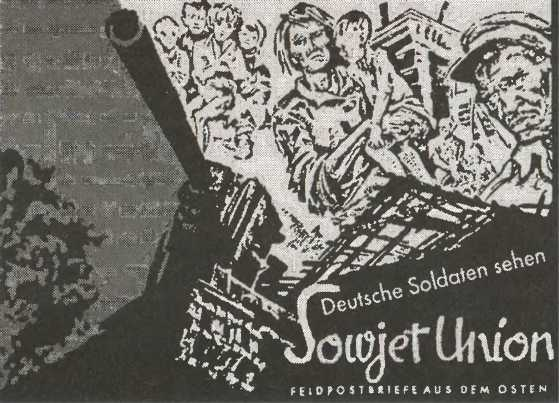 Deutsche Soldaten sehen
Sowjet Union
FELDPOSTBRIEFE AUS DEM OSTEN